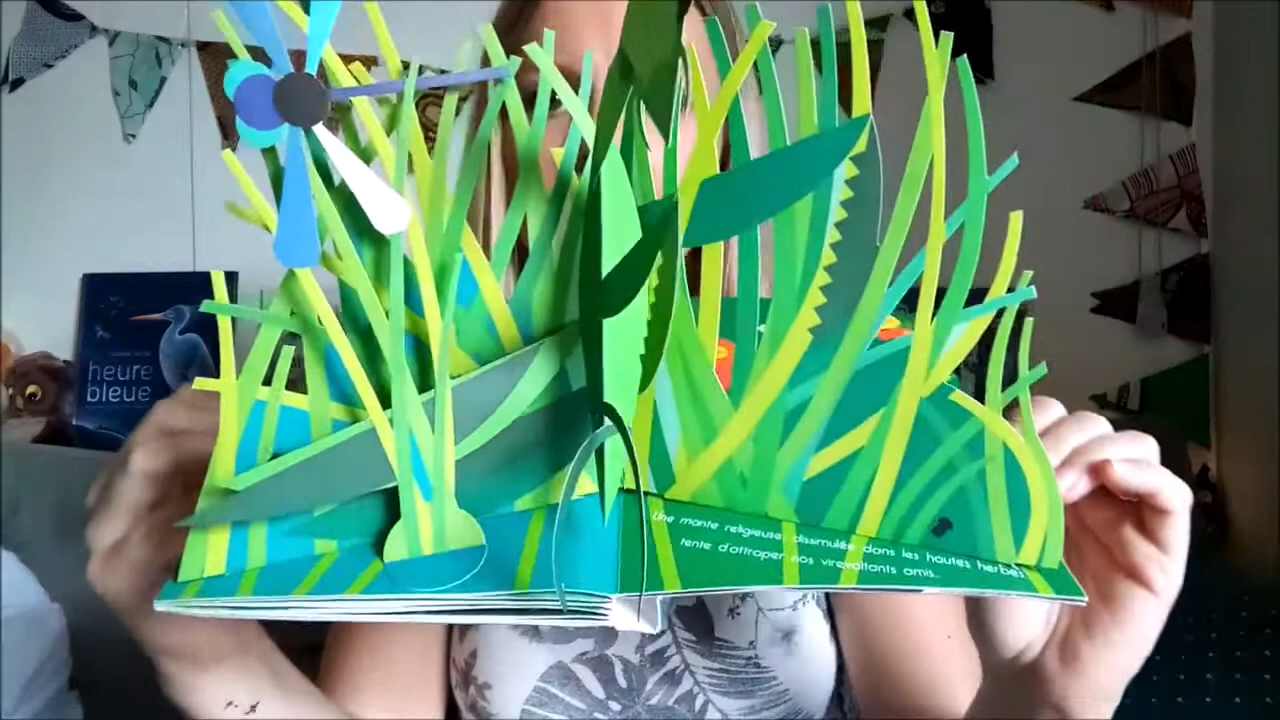 heure
bleue
Une mante religieuse, dissimulée dans les hautes herbes,
tente d'attraper nos virevoltants amis...